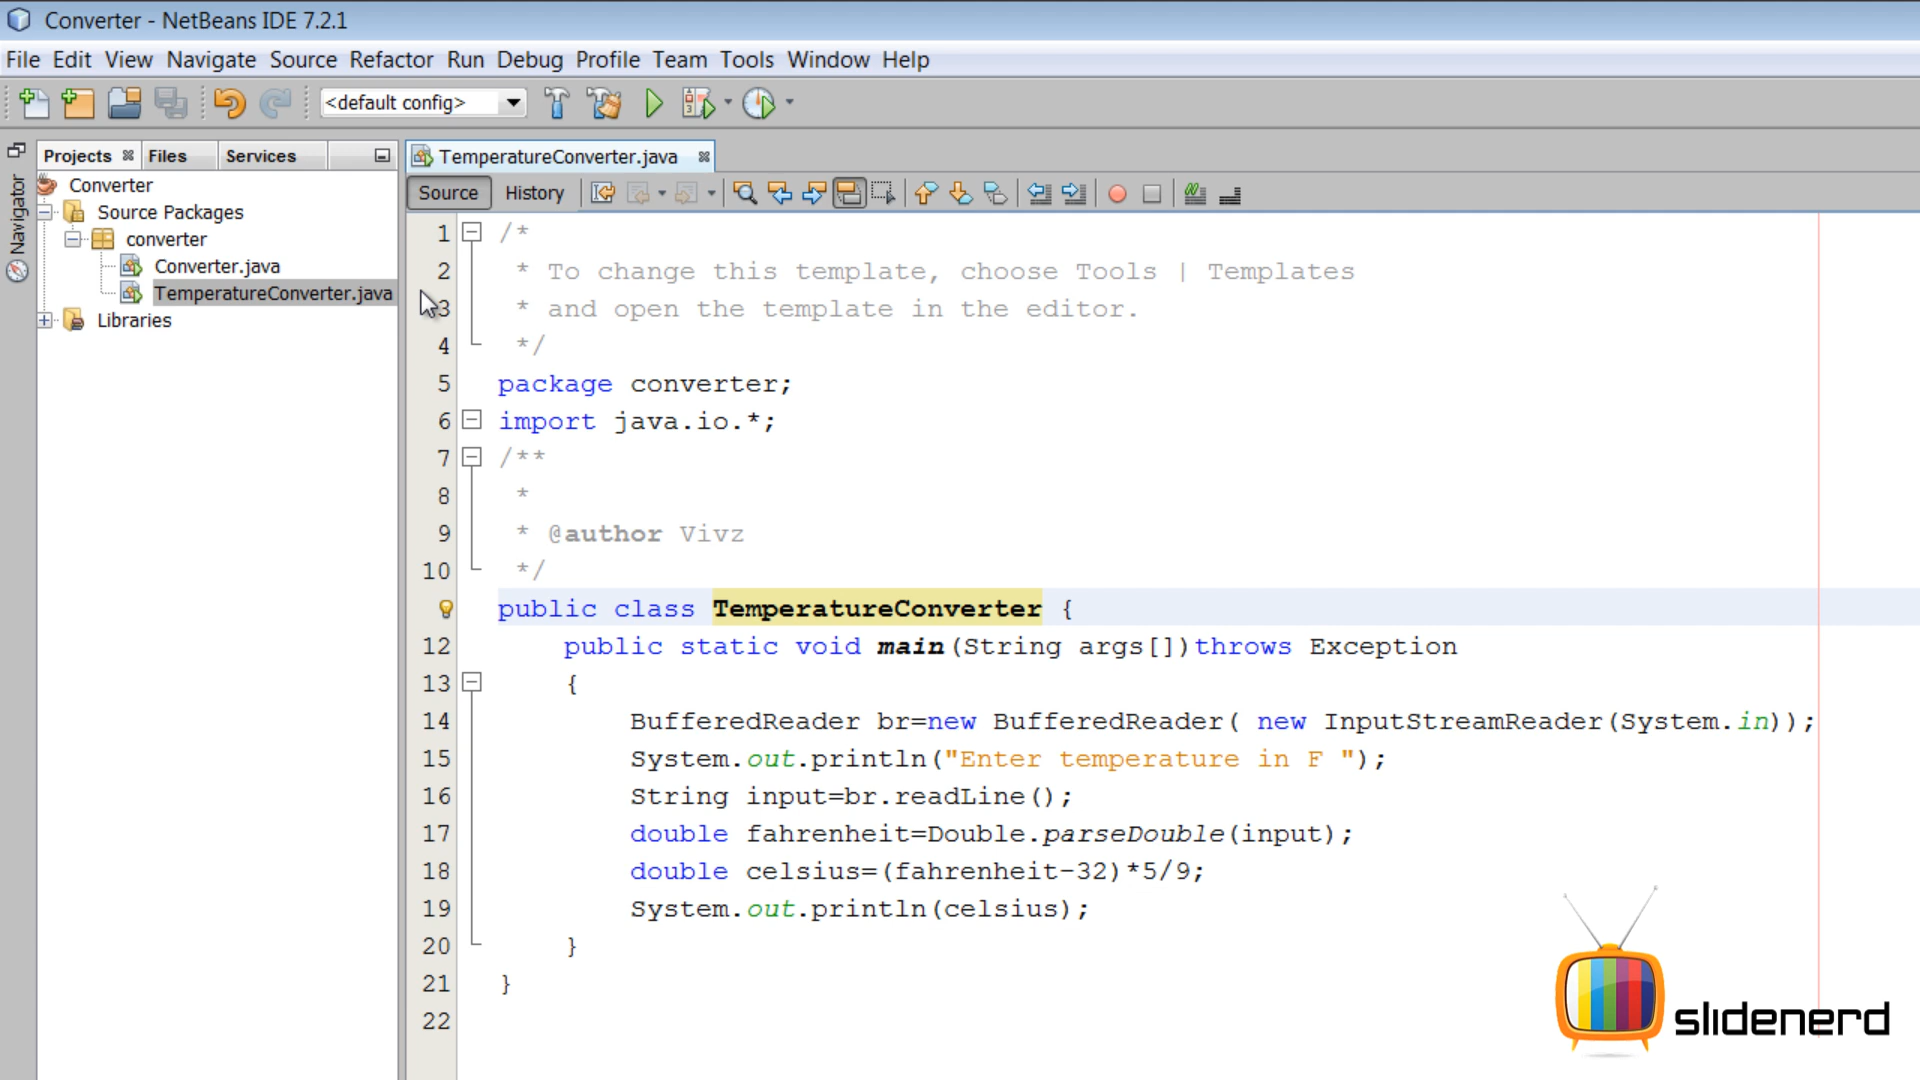 Converter - NetBeans IDE 7.2.1
File Edit View Navigate Source Refactor Run Debug Profile Team Tools Window Help
<default config>
Projects Files Services
TemperatureConverter.java
Source History
Navigator
Converter
Source Packages
converter
Converter.java
TemperatureConverter.java
Libraries
1 /*
2 * To change this template, choose Tools | Templates
3 * and open the template in the editor.
4 */
5 package converter;
6 import java.io.*;
7 /**
8 *
9 * @author Vivz
10 */
public class TemperatureConverter {
12 public static void main(String args[])throws Exception
13 {
14 BufferedReader br=new BufferedReader( new InputStreamReader(System.in));
15 System.out.println("Enter temperature in F ");
16 String input=br.readLine();
17 double fahrenheit=Double.parseDouble(input);
18 double celsius=(fahrenheit-32)*5/9;
19 System.out.println(celsius);
20 }
21 }
22
slidenerd